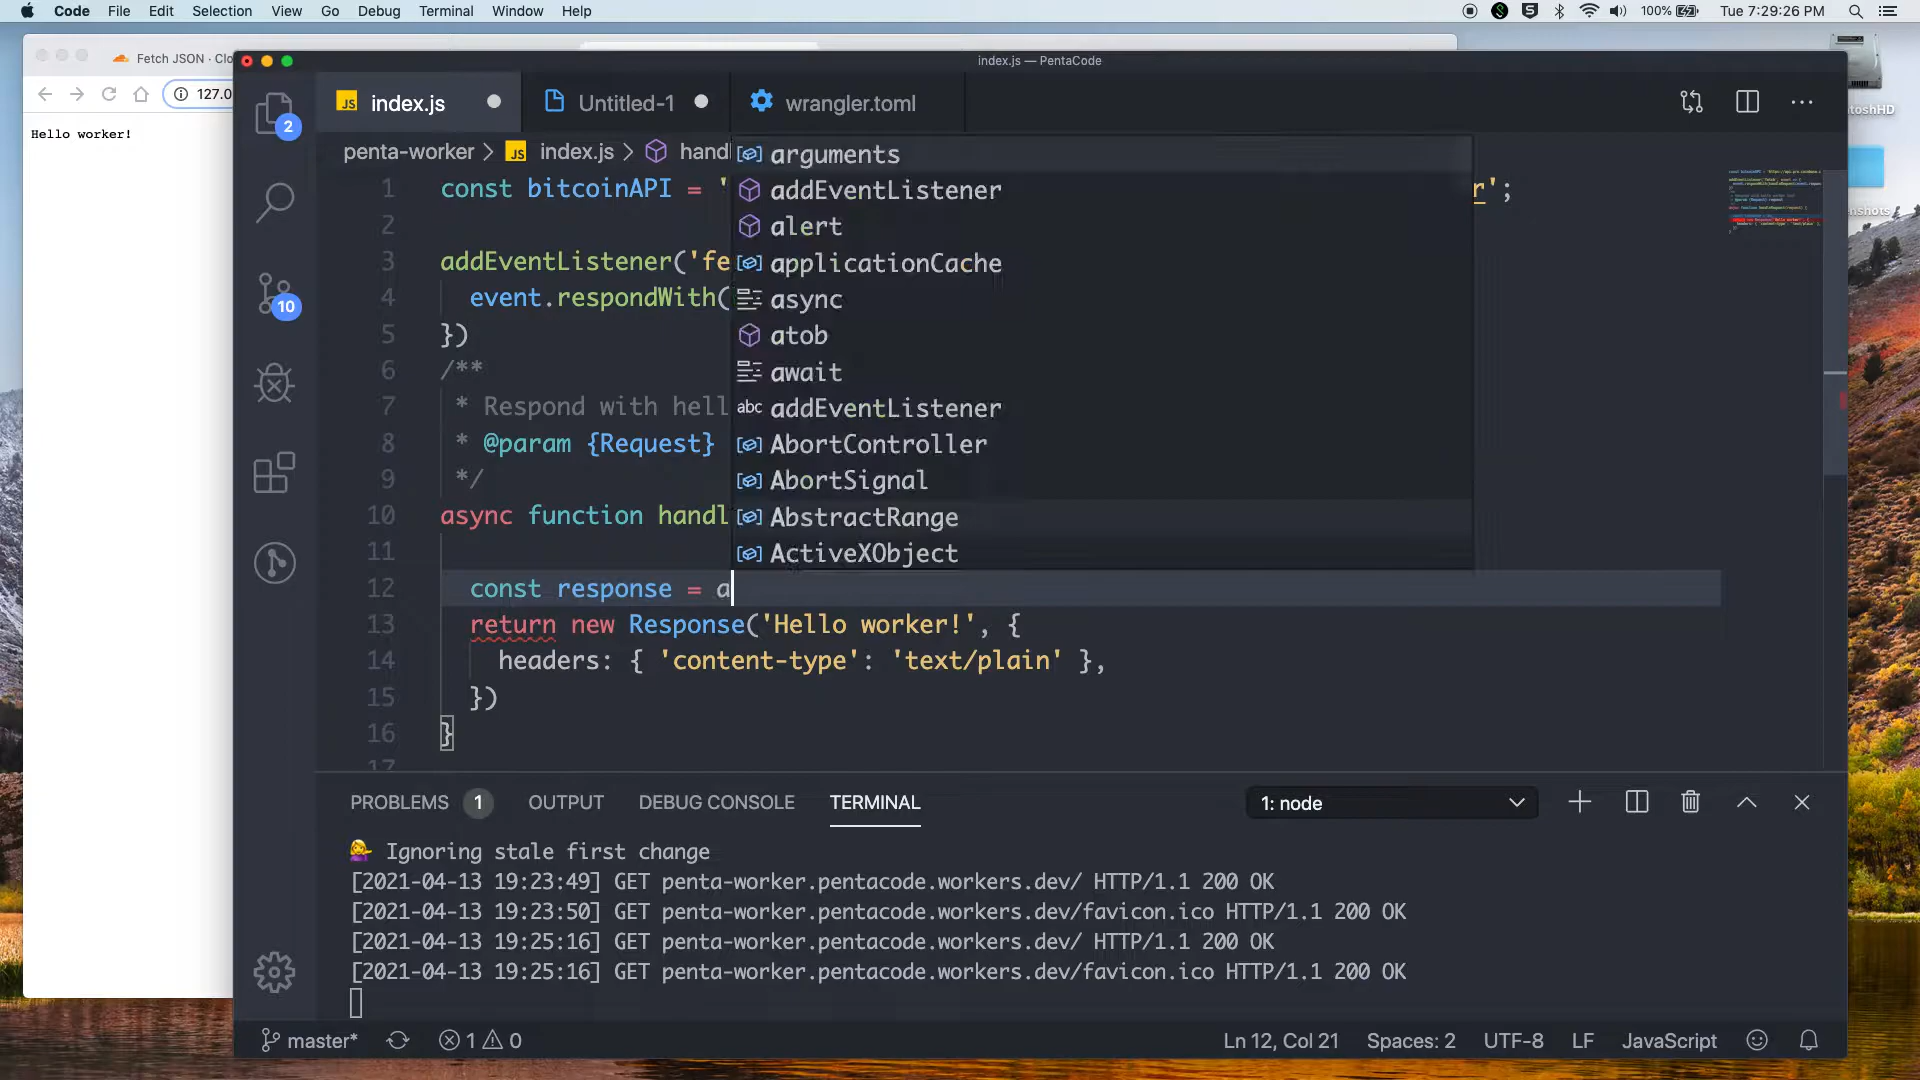 Code File Edit Selection View Go Debug Terminal Window Help
100% Tue 7:29:26 PM
Fetch JSON · Clo
127.0
Hello worker!
index.js — PentaCode
index.js
Untitled-1
wrangler.toml
penta-worker > index.js > handl
2
10
1 const bitcoinAPI = ' r';
2
3 addEventListener('fe
4 event.respondWith(
5 })
6 /**
7 * Respond with hell
8 * @param {Request}
9 */
10 async function handl
11
12 const response = a
13 return new Response('Hello worker!', {
14 headers: { 'content-type': 'text/plain' },
15 })
16 }
17
arguments
addEventListener
alert
applicationCache
async
atob
await
abc addEventListener
AbortController
AbortSignal
AbstractRange
ActiveXObject
PROBLEMS 1 OUTPUT DEBUG CONSOLE TERMINAL
1: node
Ignoring stale first change
[2021-04-13 19:23:49] GET penta-worker.pentacode.workers.dev/ HTTP/1.1 200 OK
[2021-04-13 19:23:50] GET penta-worker.pentacode.workers.dev/favicon.ico HTTP/1.1 200 OK
[2021-04-13 19:25:16] GET penta-worker.pentacode.workers.dev/ HTTP/1.1 200 OK
[2021-04-13 19:25:16] GET penta-worker.pentacode.workers.dev/favicon.ico HTTP/1.1 200 OK
master* 1 0
Ln 12, Col 21 Spaces: 2 UTF-8 LF JavaScript